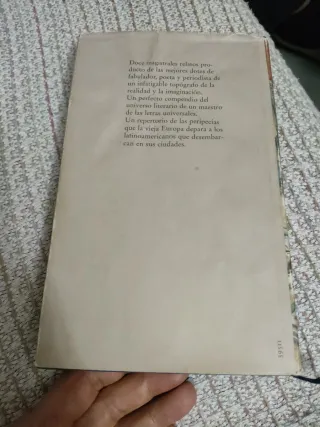 Doce magistrales relatos pro-
ducto de las mejores dotes de
fabulador, poeta y periodista de
un infatigable topógrafo de la
realidad y la imaginación.
Un perfecto compendio del
universo literario de un maestro
de las letras universales.
Un repertorio de las peripecias
que la vieja Europa depara a los
latinoamericanos que desembar-
can en sus ciudades.